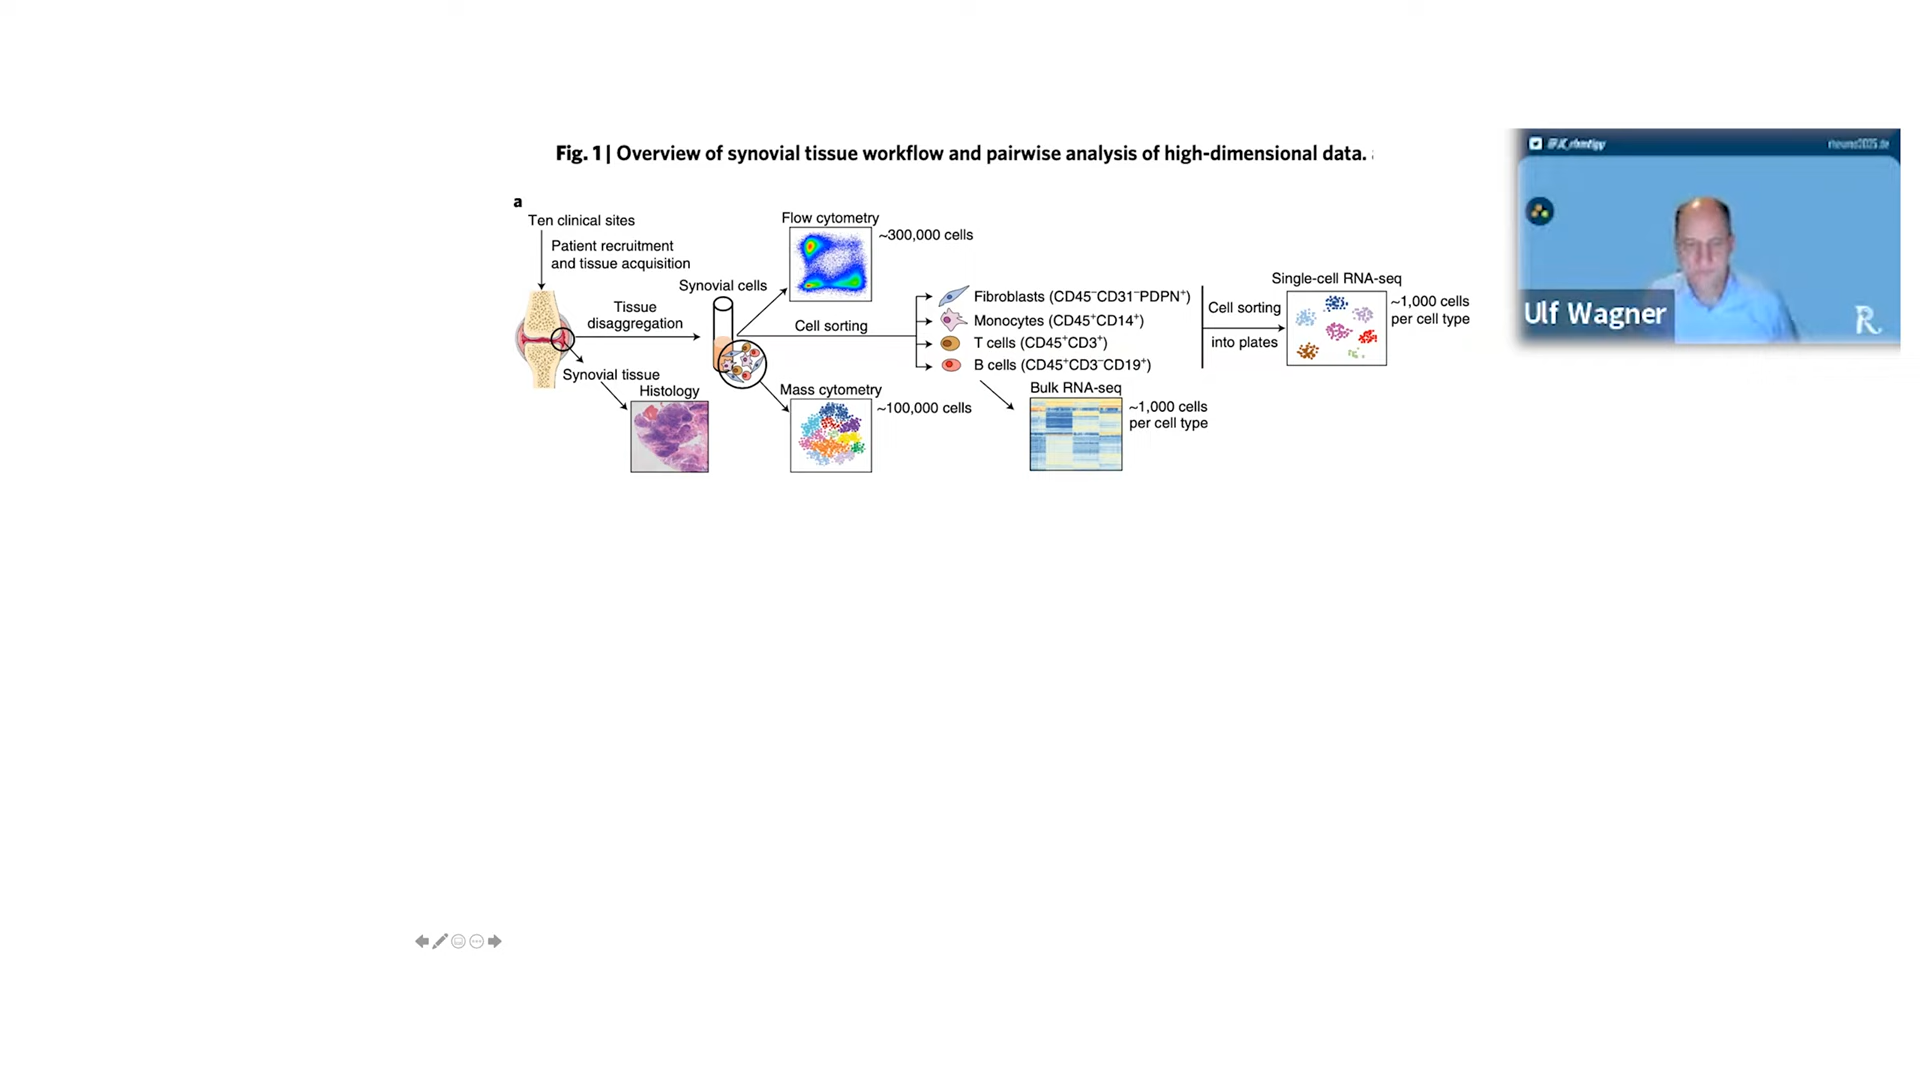 Fig. 1 | Overview of synovial tissue workflow and pairwise analysis of high-dimensional data.
a
Ten clinical sites
Patient recruitment
and tissue acquisition
Tissue
disaggregation
Synovial tissue
Histology
Synovial cells
Flow cytometry
~300,000 cells
Cell sorting
Mass cytometry
~100,000 cells
Fibroblasts (CD45⁻CD31⁻PDPN⁺)
Monocytes (CD45⁺CD14⁺)
T cells (CD45⁺CD3⁺)
B cells (CD45⁺CD3⁻CD19⁺)
Bulk RNA-seq
~1,000 cells
per cell type
Cell sorting
into plates
Single-cell RNA-seq
~1,000 cells
per cell type
rheuma2025.de
Ulf Wagner
R